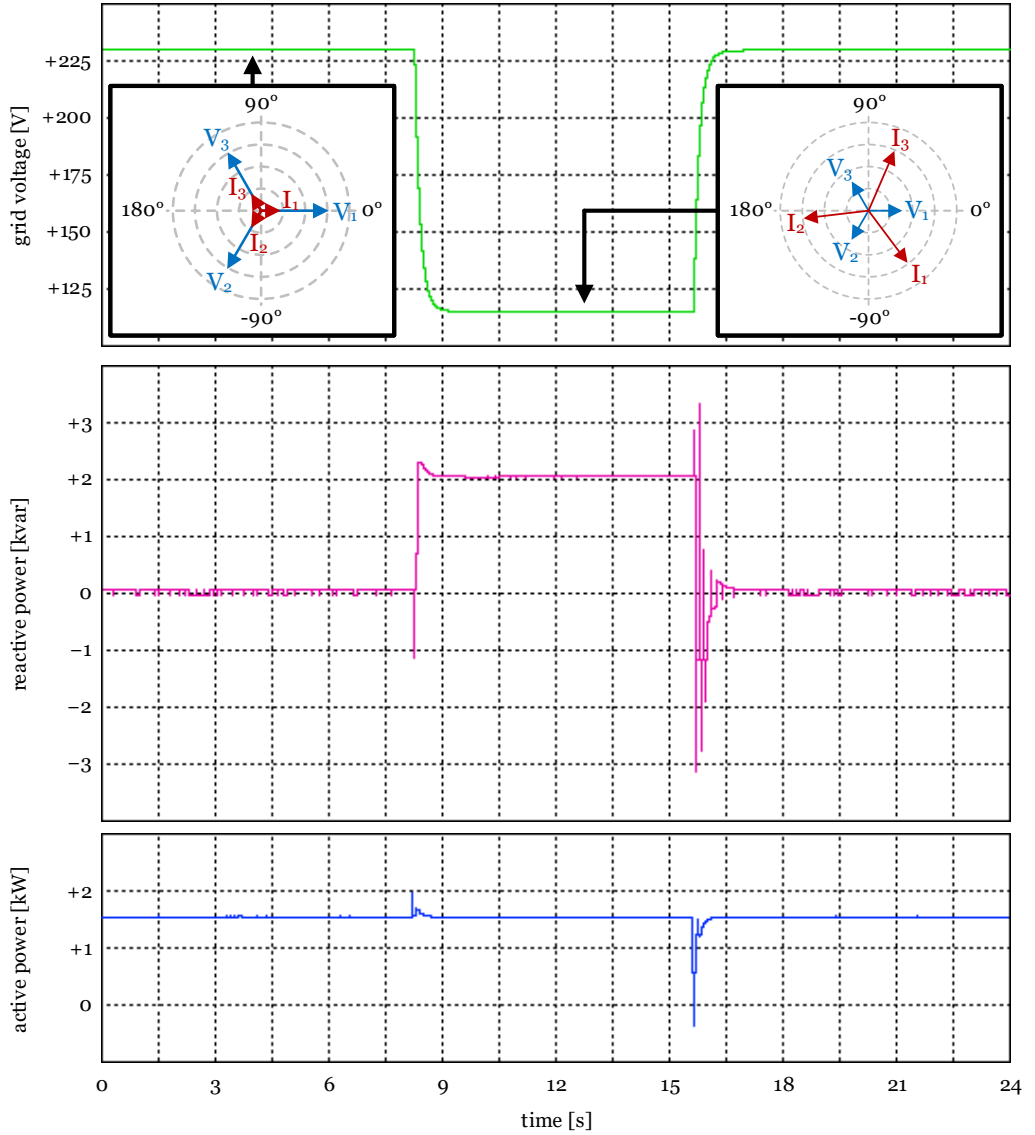 grid voltage [V]
+225
+200
+175
+150
+125
90°
180°
0°
-90°
V₃
I₃
I₁
V₁
I₂
V₂
90°
180°
0°
-90°
I₃
V₃
V₁
I₂
V₂
I₁
reactive power [kvar]
+3
+2
+1
0
−1
−2
−3
active power [kW]
+2
+1
0
0 3 6 9 12 15 18 21 24
time [s]